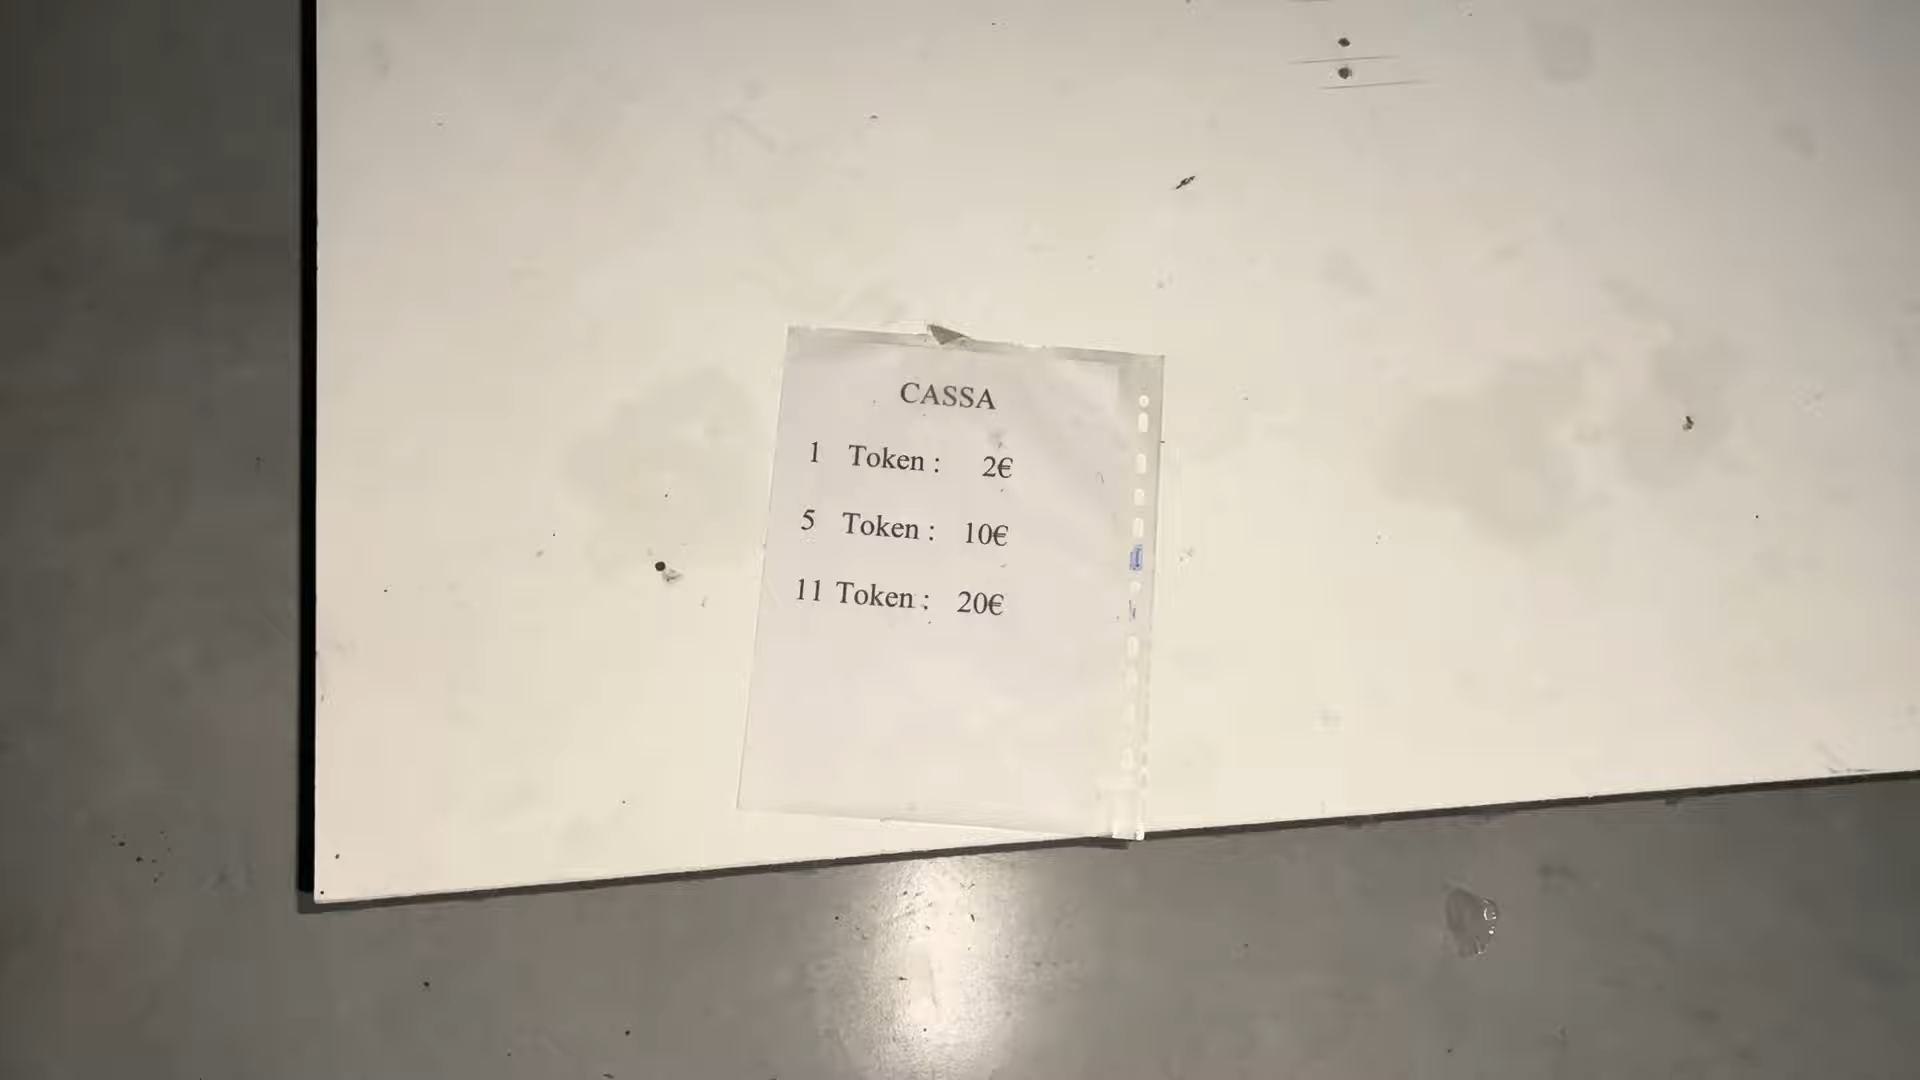 CASSA
1 Token : 2€
5 Token : 10€
11 Token : 20€